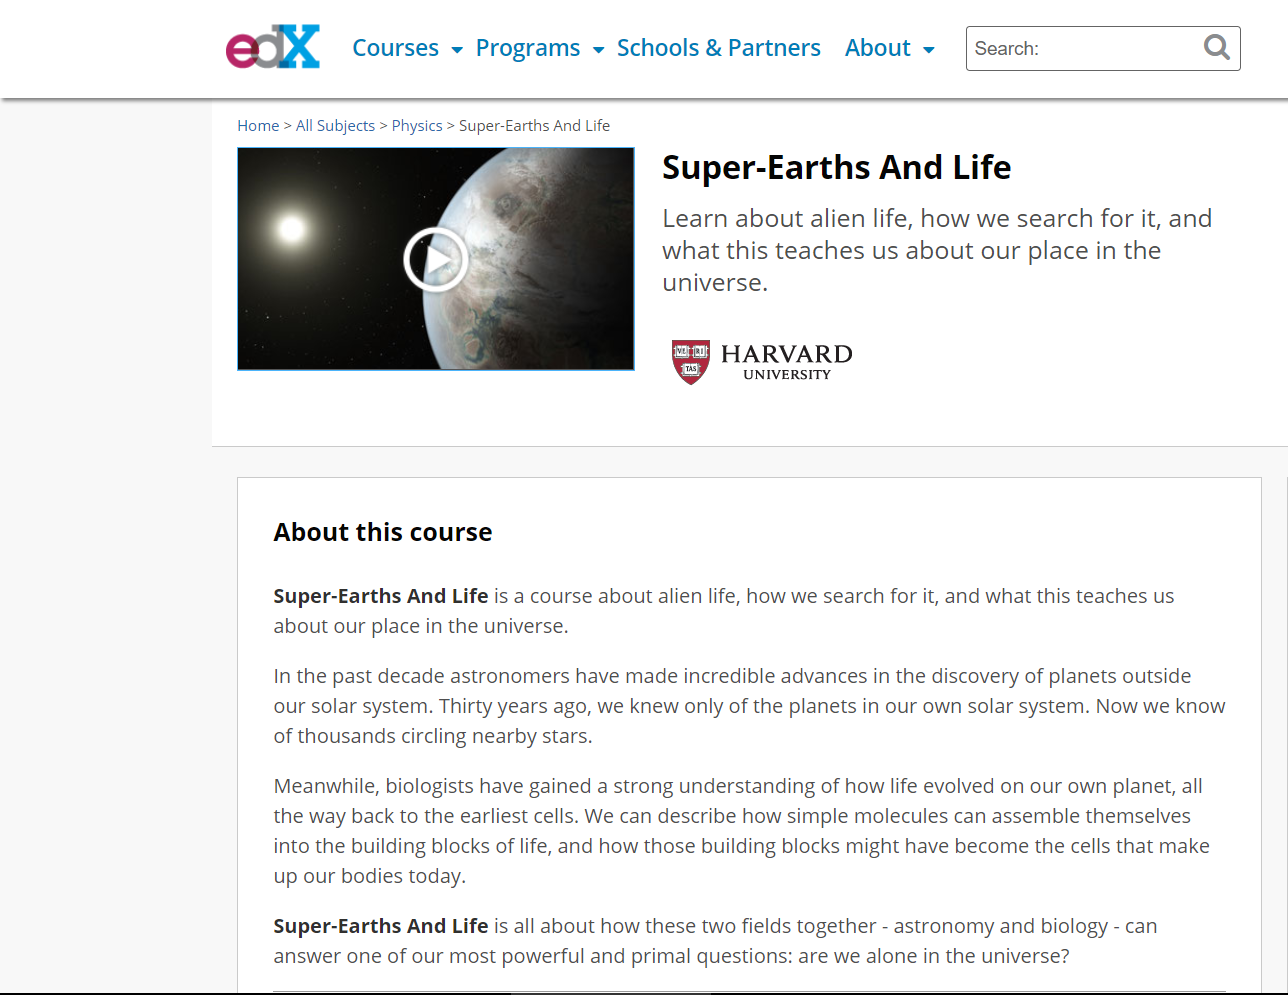 edX Courses Programs Schools & Partners About Search:
Home > All Subjects > Physics > Super-Earths And Life
Super-Earths And Life
Learn about alien life, how we search for it, and
what this teaches us about our place in the
universe.
VE RI
TAS
HARVARD
UNIVERSITY
About this course
Super-Earths And Life is a course about alien life, how we search for it, and what this teaches us
about our place in the universe.
In the past decade astronomers have made incredible advances in the discovery of planets outside
our solar system. Thirty years ago, we knew only of the planets in our own solar system. Now we know
of thousands circling nearby stars.
Meanwhile, biologists have gained a strong understanding of how life evolved on our own planet, all
the way back to the earliest cells. We can describe how simple molecules can assemble themselves
into the building blocks of life, and how those building blocks might have become the cells that make
up our bodies today.
Super-Earths And Life is all about how these two fields together - astronomy and biology - can
answer one of our most powerful and primal questions: are we alone in the universe?